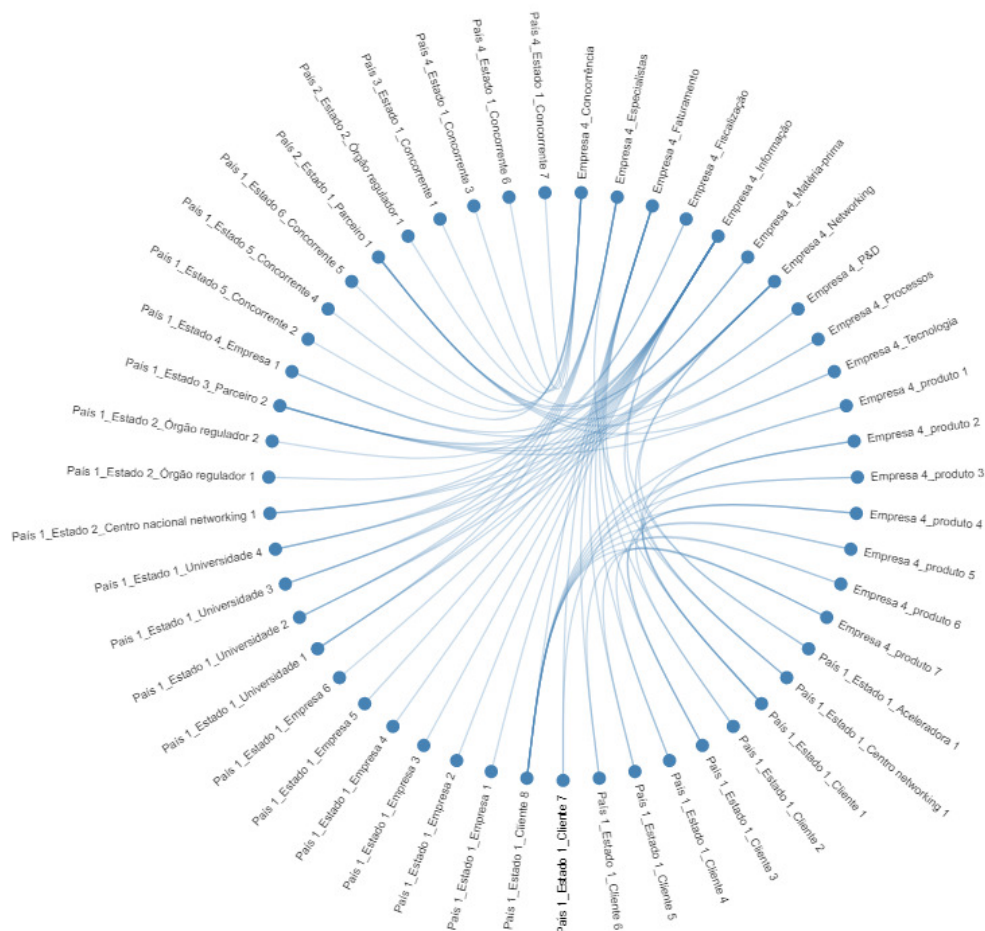 Empresa 4_Concorrência
Empresa 4_Especialistas
Empresa 4_Faturamento
Empresa 4_Fiscalização
Empresa 4_Informação
Empresa 4_Matéria-prima
Empresa 4_Networking
Empresa 4_P&D
Empresa 4_Processos
Empresa 4_Tecnologia
Empresa 4_produto 1
Empresa 4_produto 2
Empresa 4_produto 3
Empresa 4_produto 4
Empresa 4_produto 5
Empresa 4_produto 6
Empresa 4_produto 7
País 1_Estado 1_Aceleradora 1
País 1_Estado 1_Centro networking 1
País 1_Estado 1_Cliente 1
País 1_Estado 1_Cliente 2
País 1_Estado 1_Cliente 3
País 1_Estado 1_Cliente 4
País 1_Estado 1_Cliente 5
País 1_Estado 1_Cliente 6
País 1_Estado 1_Cliente 7
País 1_Estado 1_Cliente 8
País 1_Estado 1_Empresa 1
País 1_Estado 1_Empresa 2
País 1_Estado 1_Empresa 3
País 1_Estado 1_Empresa 4
País 1_Estado 1_Empresa 5
País 1_Estado 1_Empresa 6
País 1_Estado 1_Universidade 1
País 1_Estado 1_Universidade 2
País 1_Estado 1_Universidade 3
País 1_Estado 1_Universidade 4
País 1_Estado 2_Centro nacional networking 1
País 1_Estado 2_Órgão regulador 1
País 1_Estado 2_Órgão regulador 2
País 1_Estado 3_Parceiro 2
País 1_Estado 4_Empresa 1
País 1_Estado 5_Concorrente 2
País 1_Estado 5_Concorrente 4
País 1_Estado 6_Concorrente 5
País 2_Estado 1_Parceiro 1
País 2_Estado 2_Órgão regulador 1
País 3_Estado 1_Concorrente 1
País 4_Estado 1_Concorrente 3
País 4_Estado 1_Concorrente 6
País 4_Estado 1_Concorrente 7